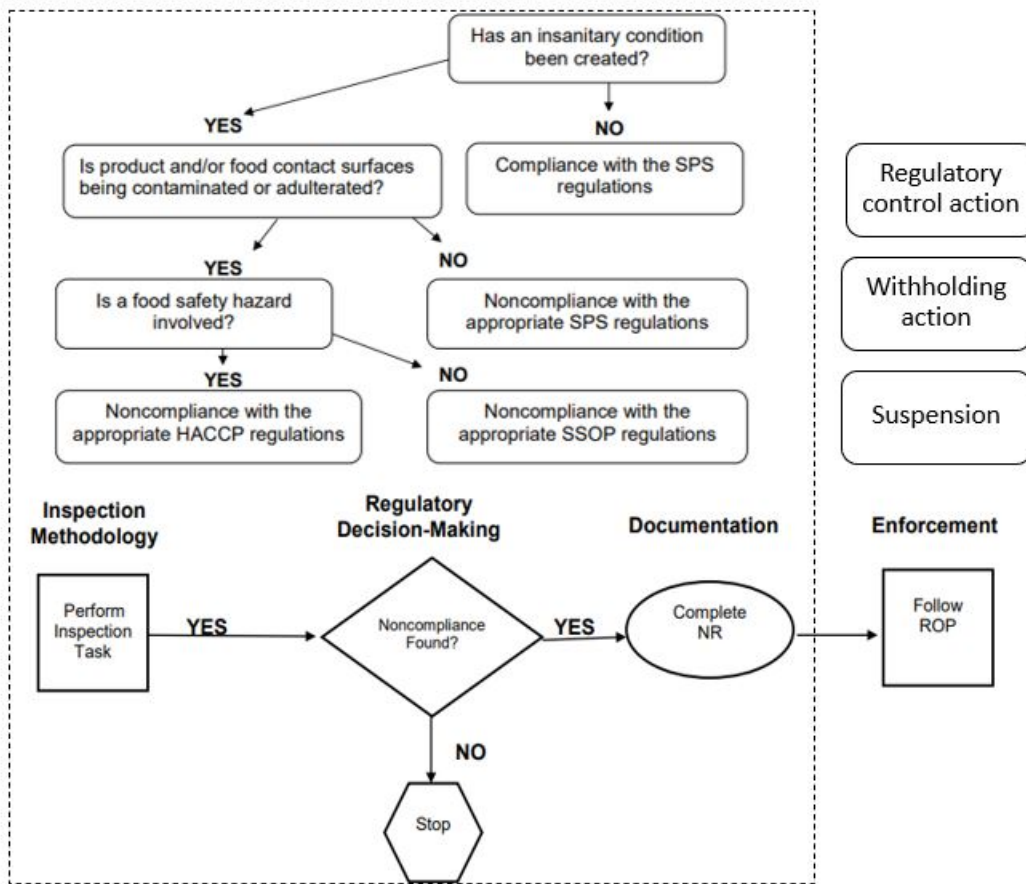 Has an insanitary condition
been created?
YES
NO
Is product and/or food contact surfaces
being contaminated or adulterated?
Compliance with the SPS
regulations
Regulatory
control action
YES
NO
Is a food safety hazard
involved?
Noncompliance with the
appropriate SPS regulations
Withholding
action
YES
NO
Noncompliance with the
appropriate HACCP regulations
Noncompliance with the
appropriate SSOP regulations
Suspension
Inspection
Methodology
Regulatory
Decision-Making
Documentation
Enforcement
Perform
Inspection
Task
YES
Noncompliance
Found?
YES
Complete
NR
Follow
ROP
NO
Stop